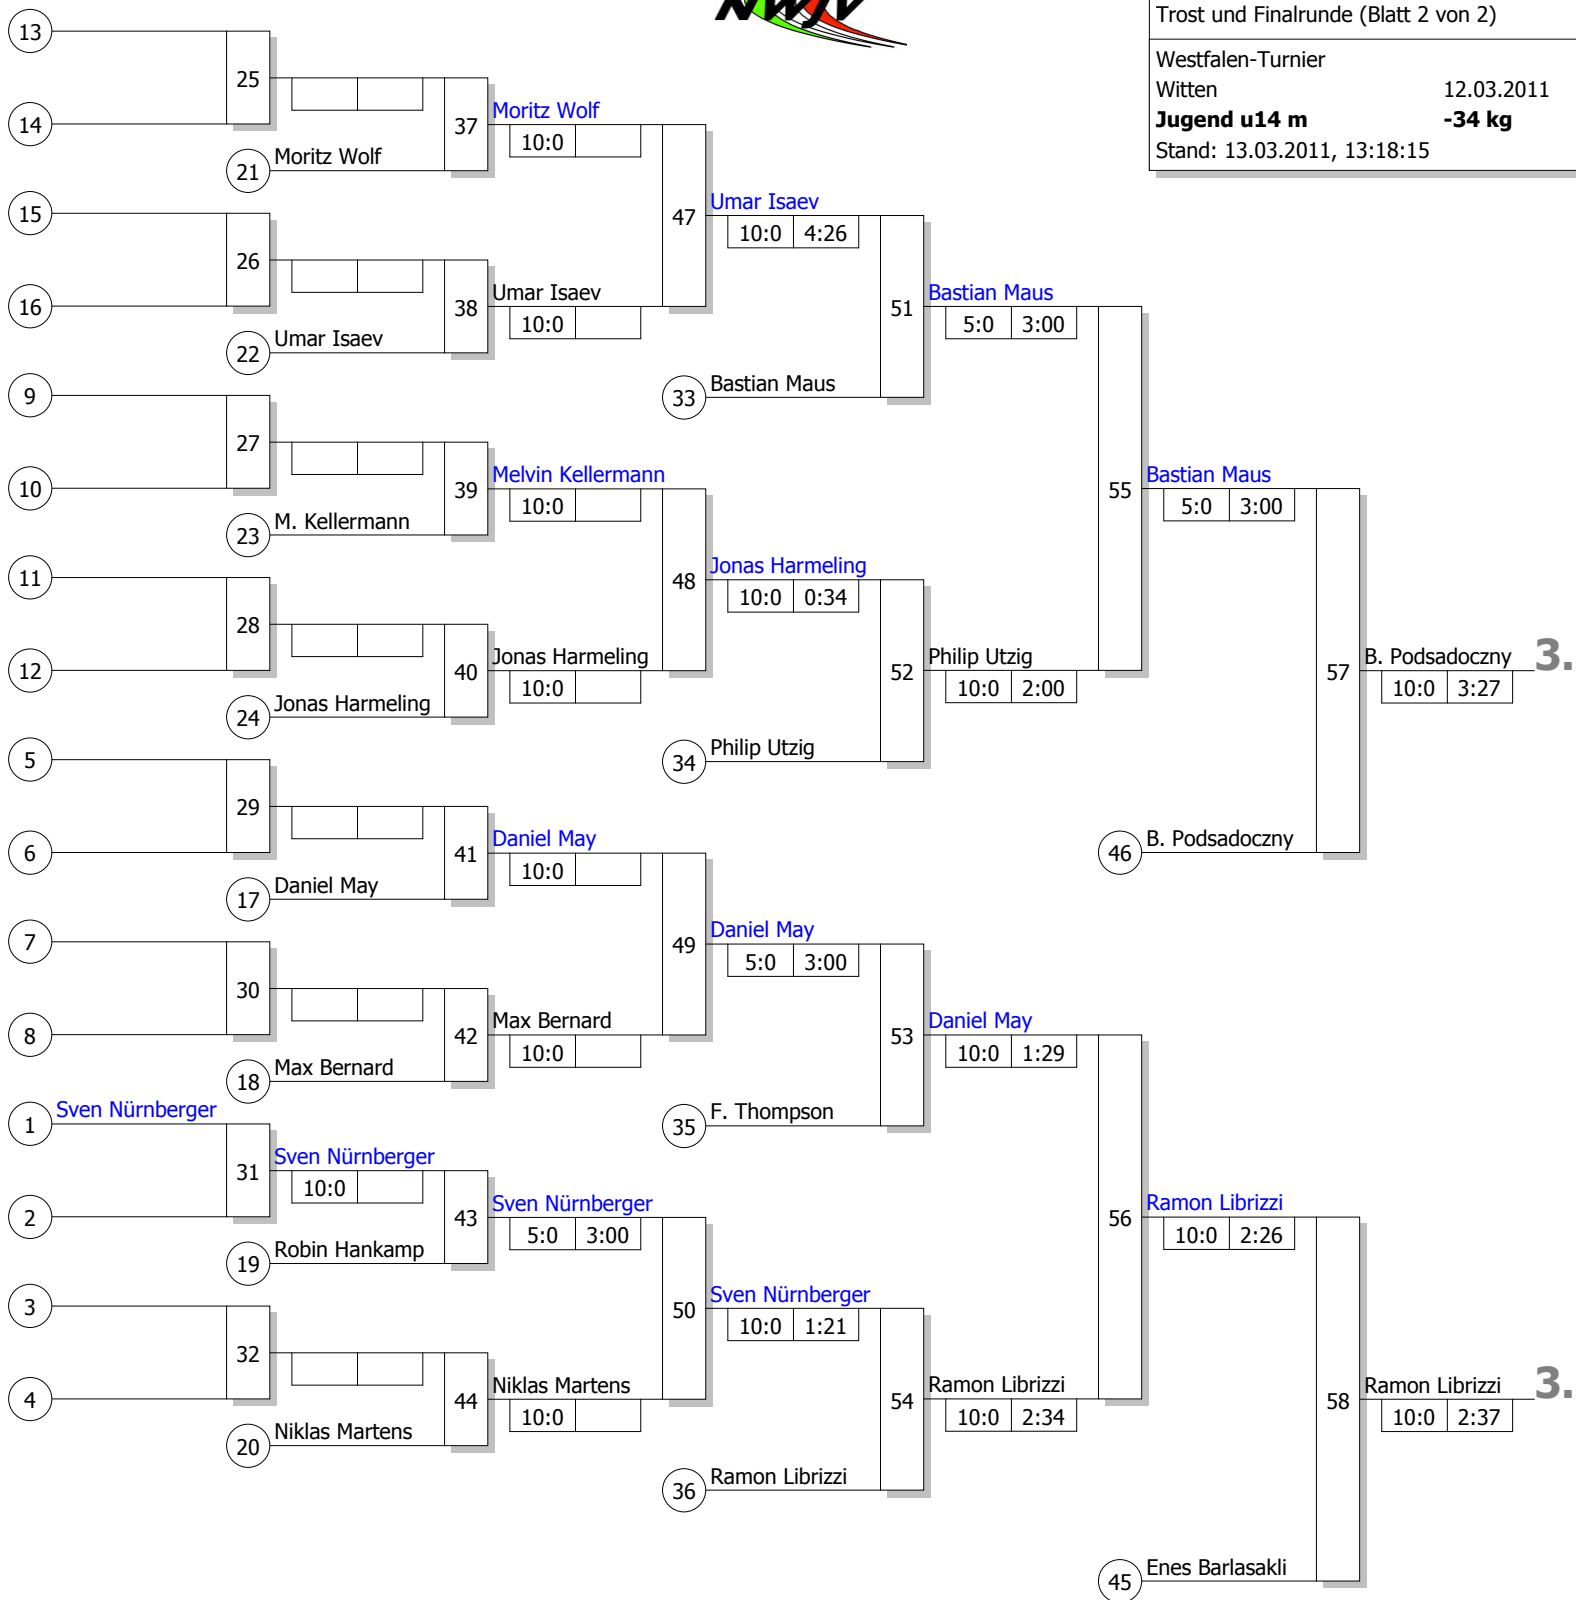 NWJV
Trost und Finalrunde (Blatt 2 von 2)
Westfalen-Turnier
Witten 12.03.2011
Jugend u14 m -34 kg
Stand: 13.03.2011, 13:18:15
13
25
14
37
Moritz Wolf
10:0
21 Moritz Wolf
15
47
Umar Isaev
10:0 4:26
26
16
38
Umar Isaev
10:0
22 Umar Isaev
51
Bastian Maus
5:0 3:00
33 Bastian Maus
9
27
10
39
Melvin Kellermann
10:0
23 M. Kellermann
55
Bastian Maus
5:0 3:00
11
48
Jonas Harmeling
10:0 0:34
28
12
40
Jonas Harmeling
10:0
24 Jonas Harmeling
52
Philip Utzig
10:0 2:00
34 Philip Utzig
57
B. Podsadoczny 3.
10:0 3:27
5
29
6
41
Daniel May
10:0
46 B. Podsadoczny
17 Daniel May
7
49
Daniel May
5:0 3:00
30
8
42
Max Bernard
10:0
18 Max Bernard
53
Daniel May
10:0 1:29
35 F. Thompson
1 Sven Nürnberger
31
Sven Nürnberger
10:0
2
43
Sven Nürnberger
5:0 3:00
19 Robin Hankamp
56
Ramon Librizzi
10:0 2:26
3
50
Sven Nürnberger
10:0 1:21
32
4
44
Niklas Martens
10:0
20 Niklas Martens
54
Ramon Librizzi
10:0 2:34
36 Ramon Librizzi
58
Ramon Librizzi 3.
10:0 2:37
45 Enes Barlasakli